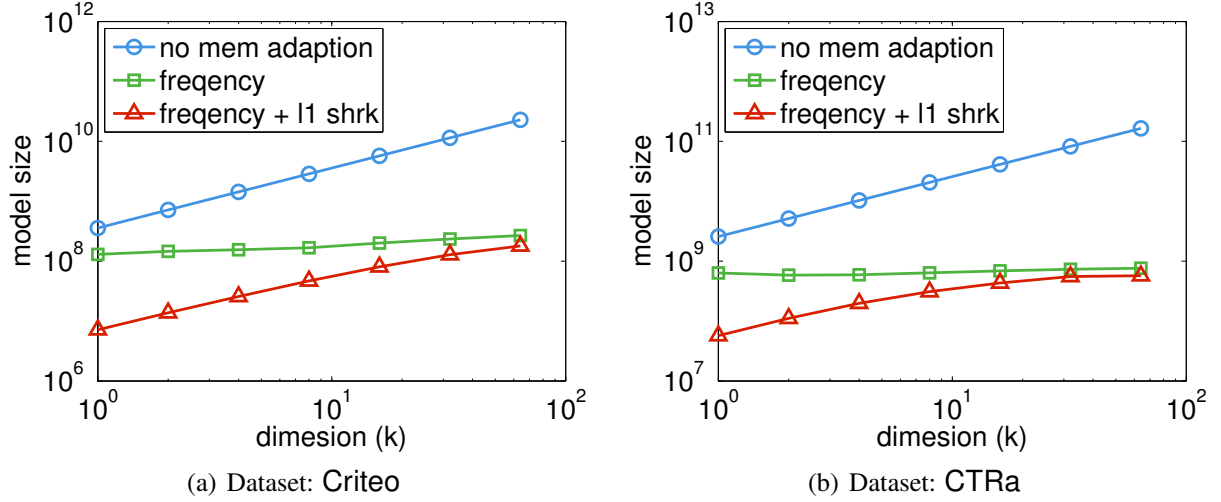 10^12
10^10
10^8
10^6
model size
no mem adaption
freqency
freqency + l1 shrk
10^0
10^1
10^2
dimesion (k)
(a) Dataset: Criteo
10^13
10^11
10^9
10^7
model size
no mem adaption
freqency
freqency + l1 shrk
10^0
10^1
10^2
dimesion (k)
(b) Dataset: CTRa